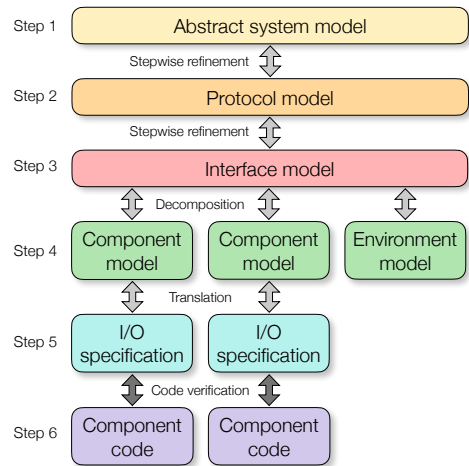 Step 1 Abstract system model
Stepwise refinement
Step 2 Protocol model
Stepwise refinement
Step 3 Interface model
Decomposition
Component Component Environment
Step 4
model model model
Translation
I/O I/O
Step 5
specification specification
Code verification
Component Component
Step 6
code code